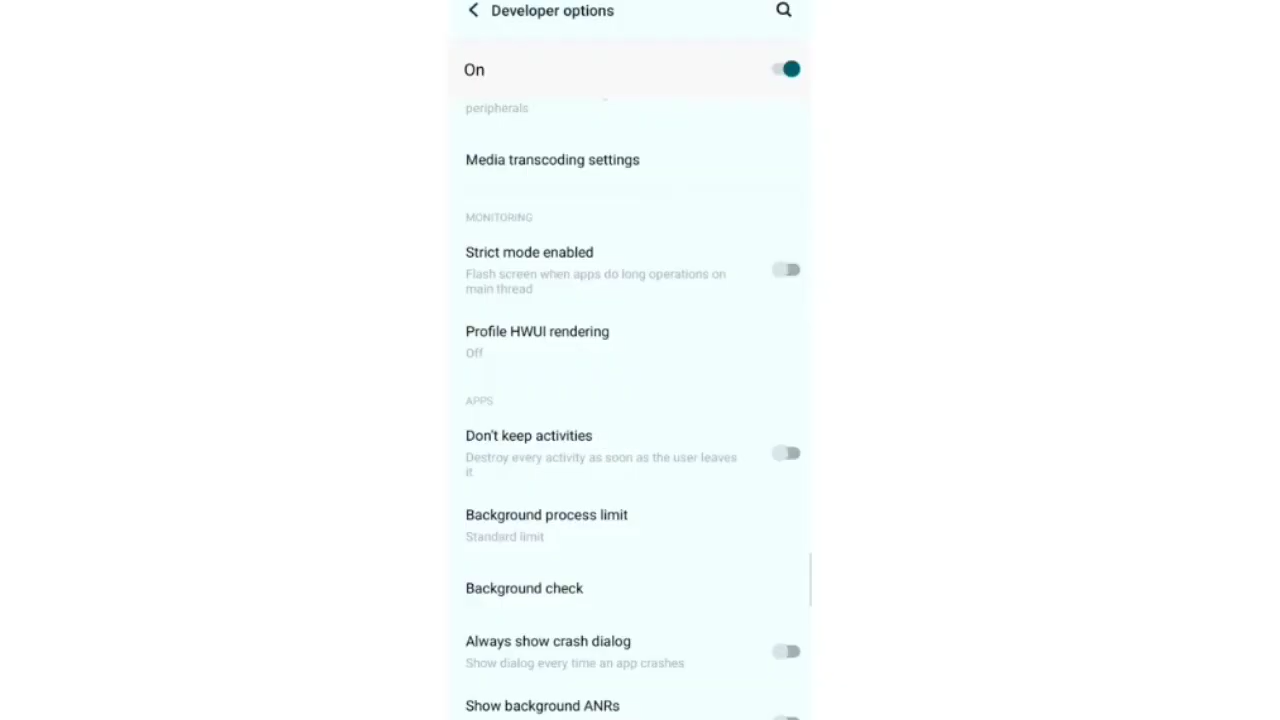 Developer options
On
peripherals
Media transcoding settings
MONITORING
Strict mode enabled
Flash screen when apps do long operations on
main thread
Profile HWUI rendering
Off
APPS
Don't keep activities
Destroy every activity as soon as the user leaves
it
Background process limit
Standard limit
Background check
Always show crash dialog
Show dialog every time an app crashes
Show background ANRs